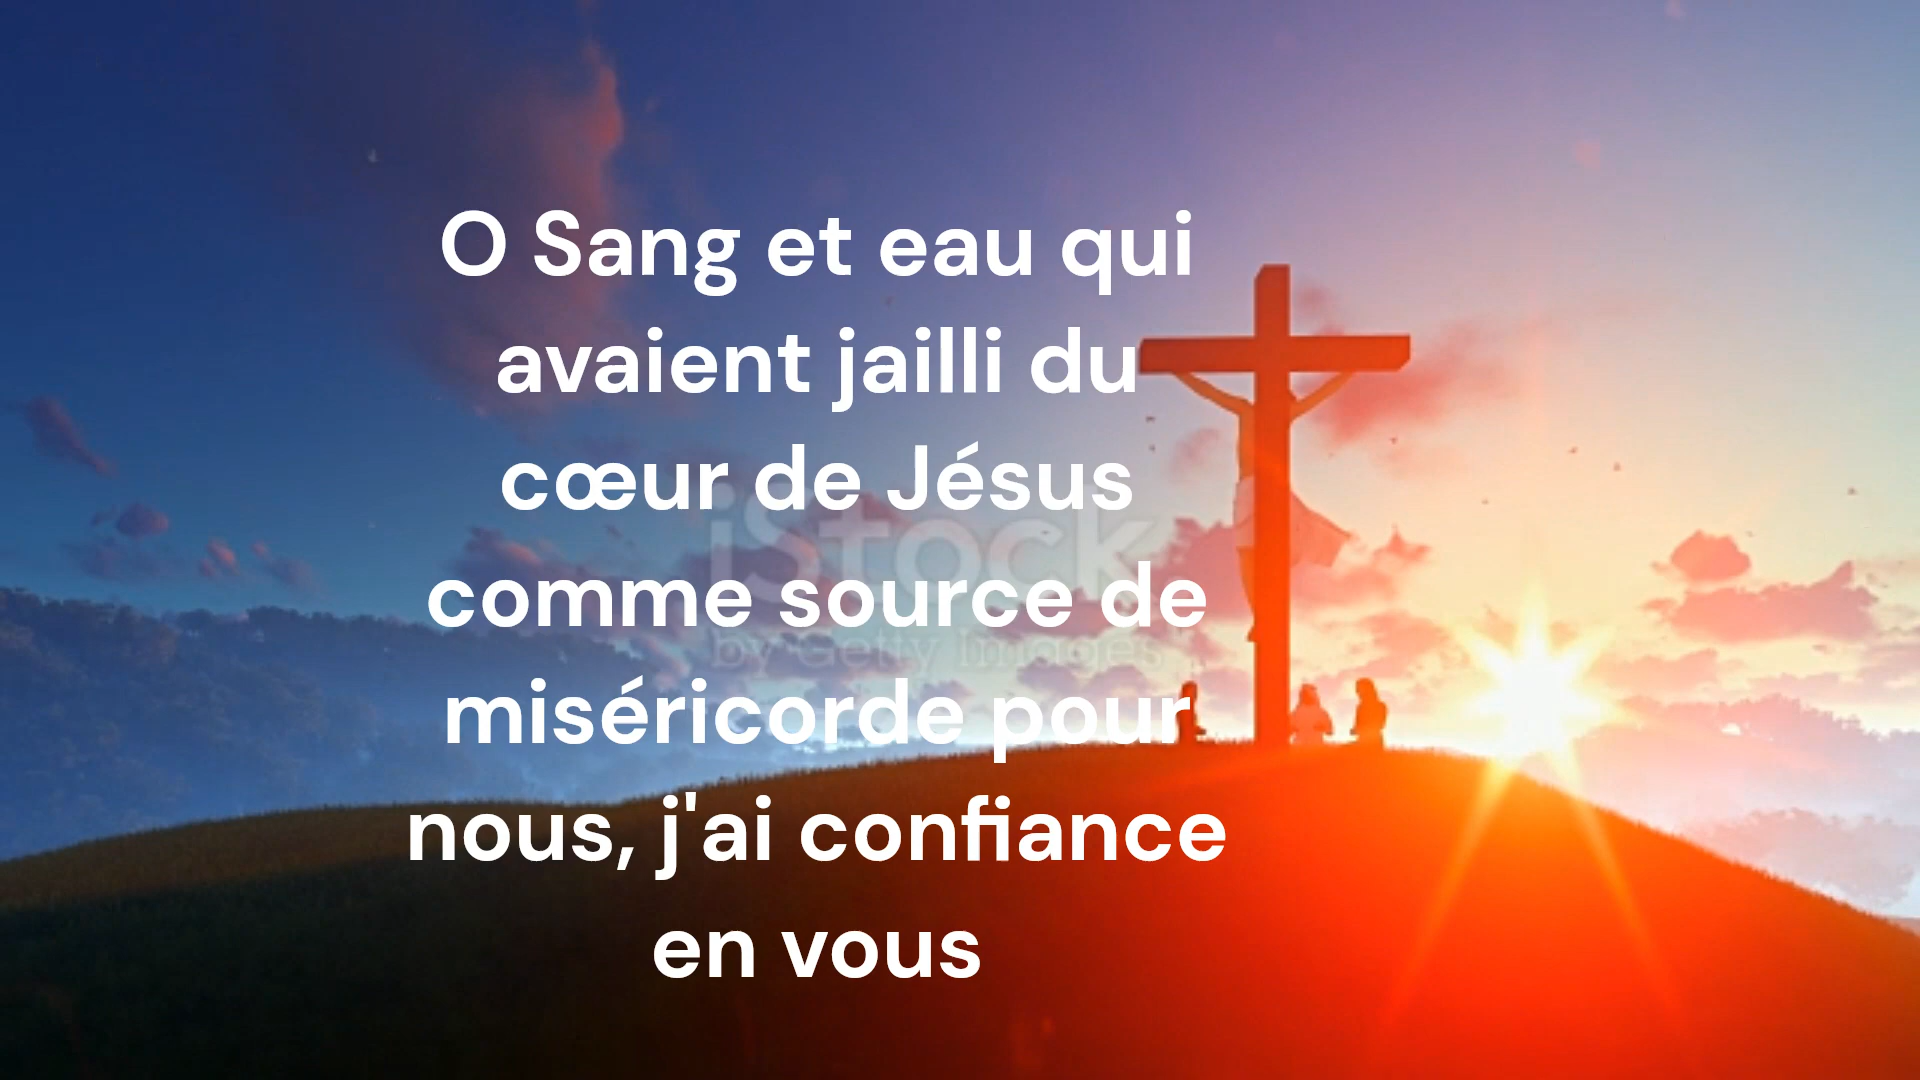 O Sang et eau qui
avaient jailli du
cœur de Jésus
iStock
comme source de
by Getty Images
miséricorde pour
nous, j'ai confiance
en vous